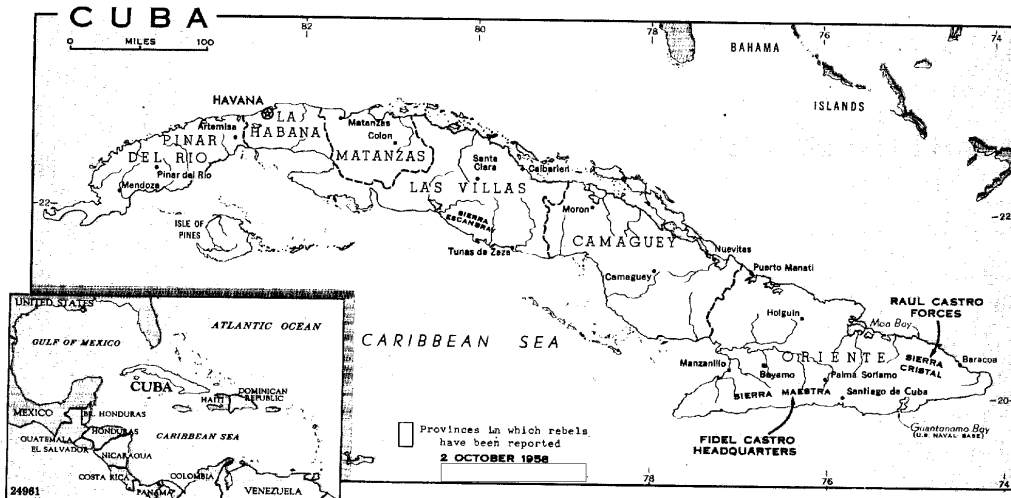 CUBA
0 MILES 100
82
80
78
76
74
BAHAMA
ISLANDS
HAVANA
LA
HABANA
Artemisa
PINAR
DEL RIO
Pinar del Rio
Mendoza
Matanzas
Colon
MATANZAS
Santa
Clara
Caibarien
LAS VILLAS
22
22
ISLE OF
PINES
SIERRA
ESCAMBRAY
Tunas de Zaza
Moron
CAMAGUEY
Camaguey
Nuevitas
Puerto Manati
Holguin
RAUL CASTRO
FORCES
Moa Bay
CARIBBEAN SEA
ORIENTE
SIERRA
CRISTAL
Baracoa
Manzanillo
Bayamo
Palma Soriamo
SIERRA MAESTRA
Santiago de Cuba
20
Guantanamo Bay
(U.S. NAVAL BASE)
FIDEL CASTRO
HEADQUARTERS
Provinces in which rebels
have been reported
2 OCTOBER 1958
78
76
74
UNITED STATES
ATLANTIC OCEAN
GULF OF MEXICO
CUBA
HAITI
DOMINICAN
REPUBLIC
MEXICO
BR. HONDURAS
HONDURAS
CARIBBEAN SEA
GUATEMALA
EL SALVADOR
NICARAGUA
COSTA RICA
PANAMA
COLOMBIA
VENEZUELA
24961